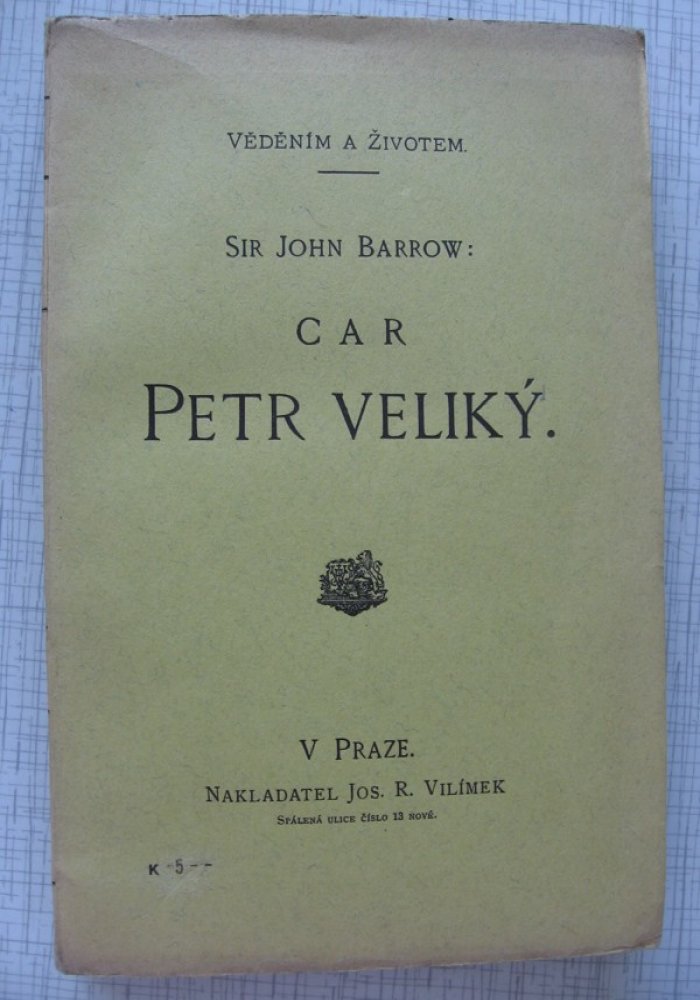 VĚDĚNÍM A ŽIVOTEM.
SIR JOHN BARROW:
CAR
PETR VELIKÝ.
V PRAZE.
NAKLADATEL JOS. R. VILÍMEK
SPÁLENÁ ULICE ČÍSLO 13 NOVÉ.
K -5--